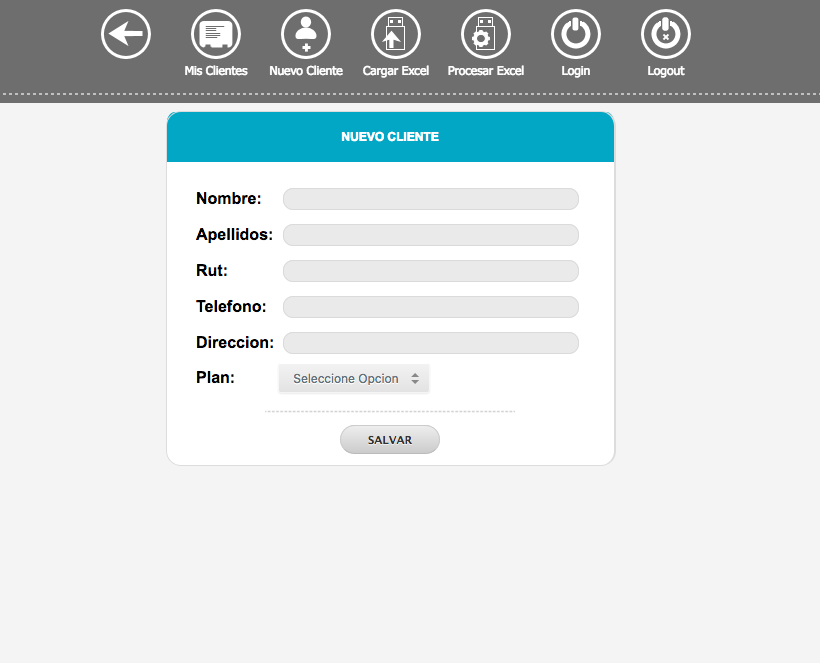 Mis Clientes Nuevo Cliente Cargar Excel Procesar Excel Login Logout
NUEVO CLIENTE
Nombre:
Apellidos:
Rut:
Telefono:
Direccion:
Plan: Seleccione Opcion
SALVAR